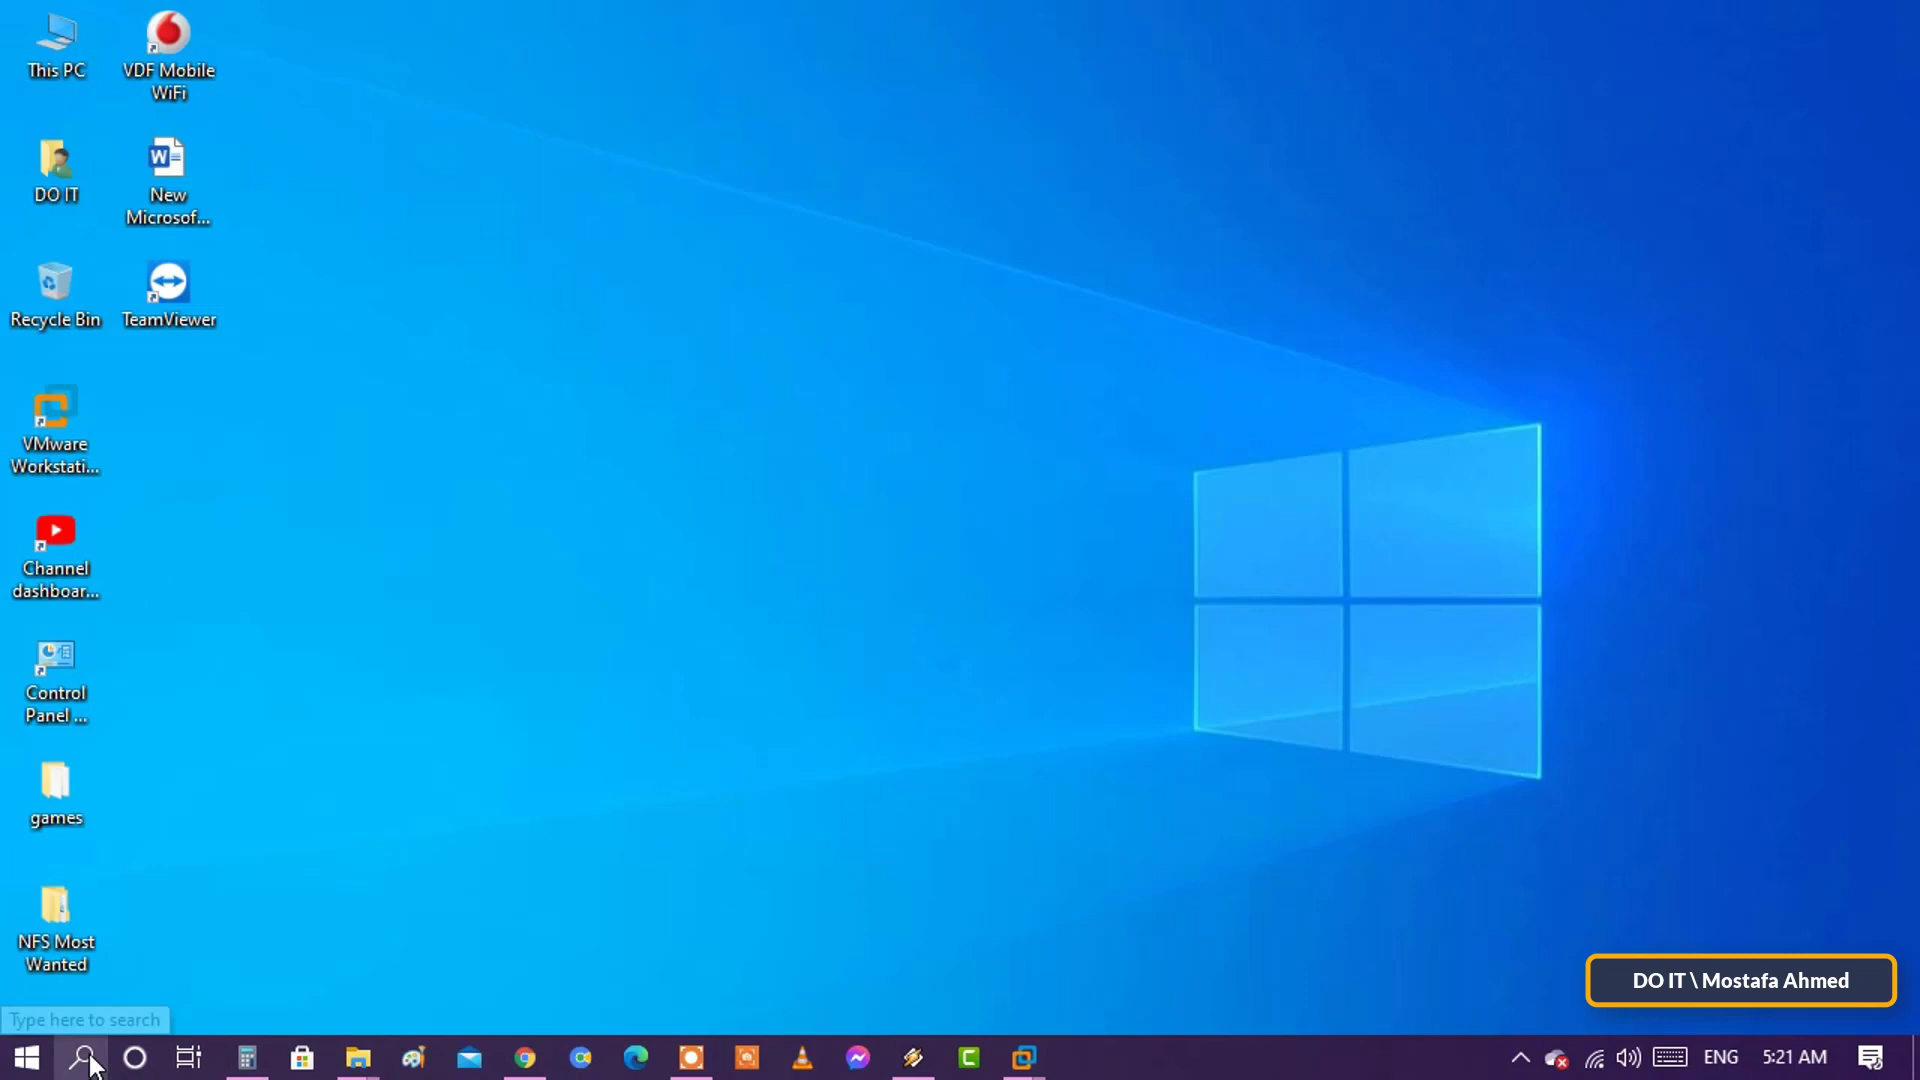 This PC
VDF Mobile
WiFi
DO IT
New
Microsof...
Recycle Bin
TeamViewer
VMware
Workstati...
Channel
dashboar...
Control
Panel ...
games
NFS Most
Wanted
DO IT \ Mostafa Ahmed
Type here to search
ENG
5:21 AM